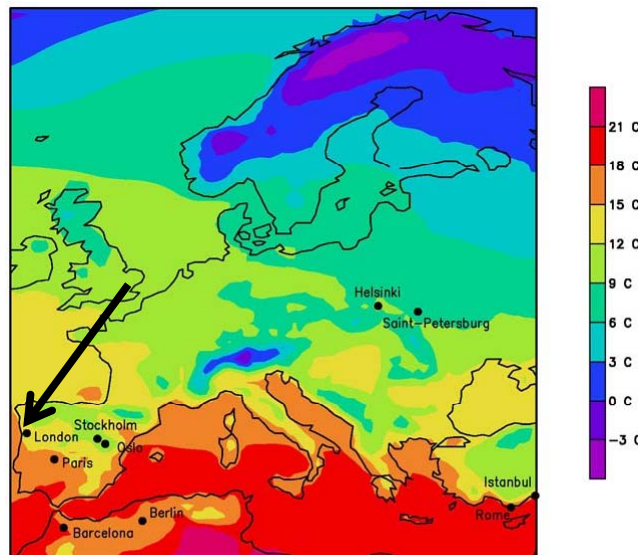 21 C
18 C
15 C
12 C
9 C
6 C
3 C
0 C
-3 C
Helsinki
Saint-Petersburg
Stockholm
London
Oslo
Paris
Istanbul
Rome
Berlin
Barcelona